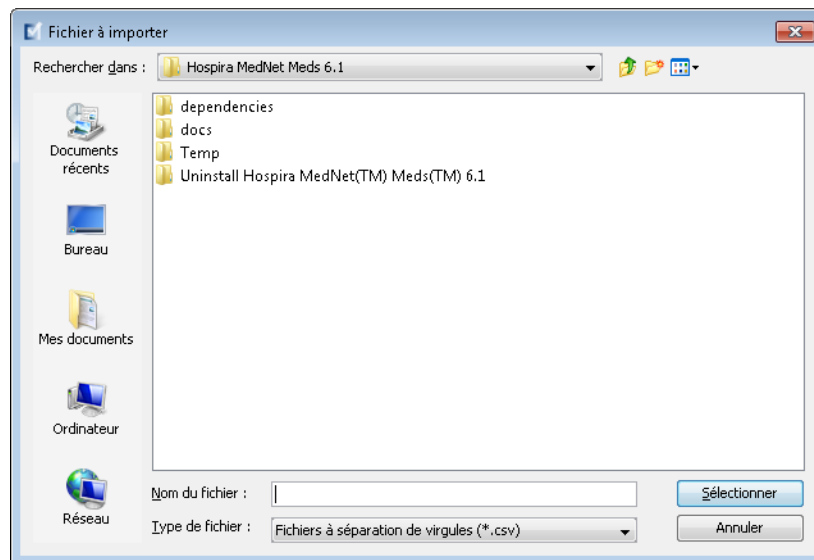 Fichier à importer
Rechercher dans :
Hospira MedNet Meds 6.1
dependencies
docs
Temp
Uninstall Hospira MedNet(TM) Meds(TM) 6.1
Documents
récents
Bureau
Mes documents
Ordinateur
Réseau
Nom du fichier :
Sélectionner
Type de fichier :
Fichiers à séparation de virgules (*.csv)
Annuler